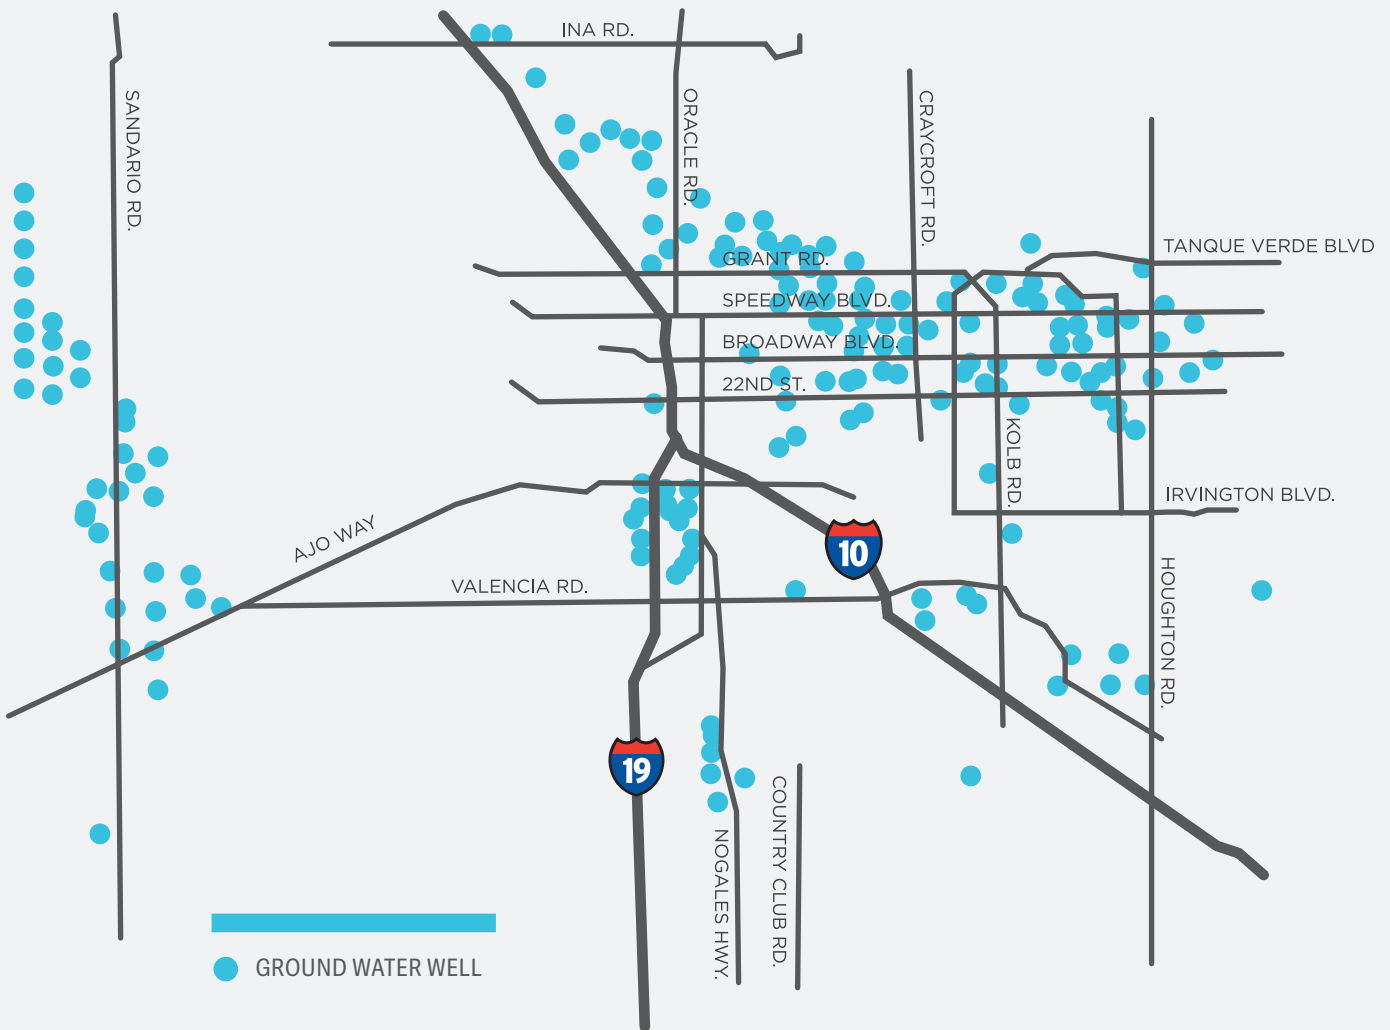 INA RD.
SANDARIO RD.
ORACLE RD.
CRAYCROFT RD.
TANQUE VERDE BLVD
GRANT RD.
SPEEDWAY BLVD.
BROADWAY BLVD.
22ND ST.
KOLB RD.
IRVINGTON BLVD.
AJO WAY
10
VALENCIA RD.
HOUGHTON RD.
19
COUNTRY CLUB RD.
NOGALES HWY.
GROUND WATER WELL